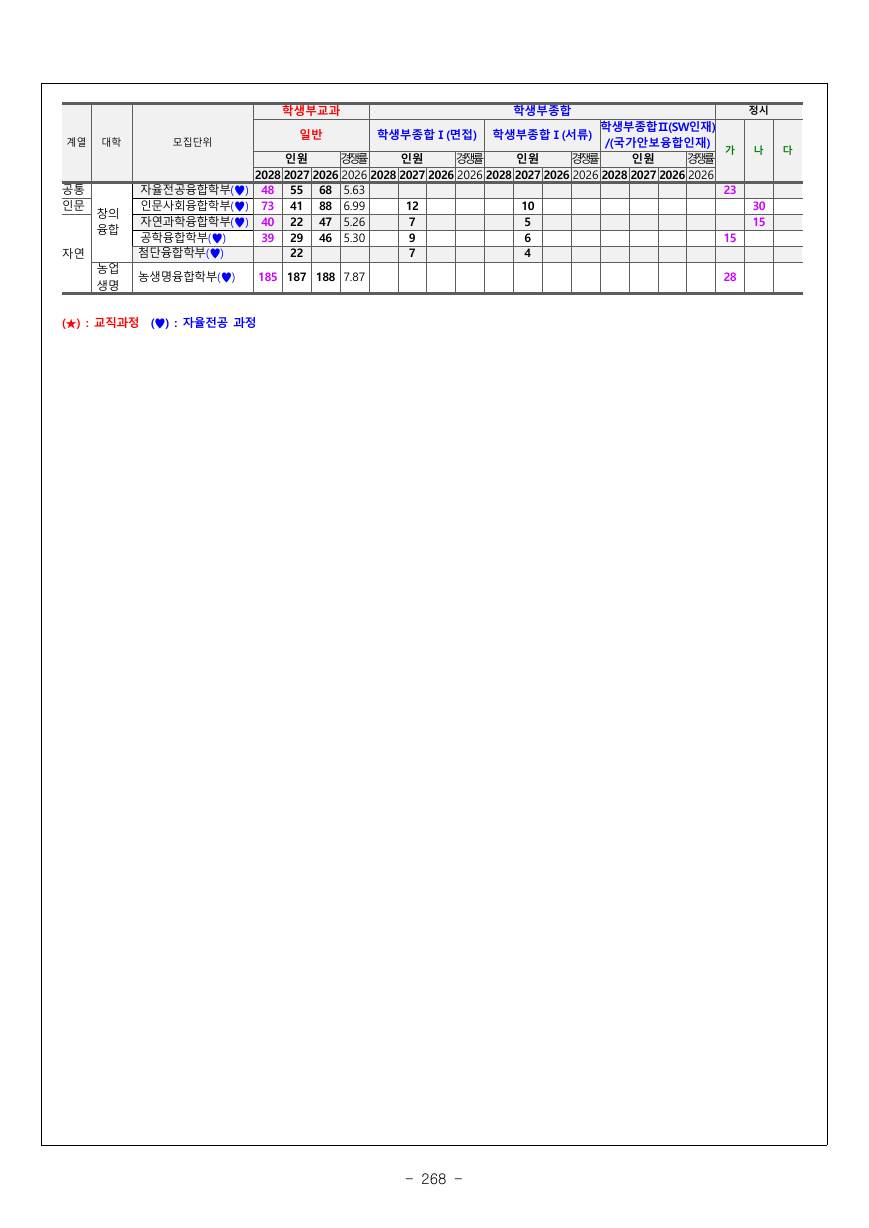 계열 대학 모집단위 학생부교과 학생부종합 정시
일반 학생부종합Ⅰ(면접) 학생부종합Ⅰ(서류) 학생부종합Ⅱ(SW인재)/(국가안보융합인재) 가 나 다
인원 경쟁률 인원 경쟁률 인원 경쟁률 인원 경쟁률
2028 2027 2026 2026 2028 2027 2026 2026 2028 2027 2026 2026 2028 2027 2026 2026
공통 창의융합 자율전공융합학부(♥) 48 55 68 5.63 23
인문 인문사회융합학부(♥) 73 41 88 6.99 12 10 30
자연 자연과학융합학부(♥) 40 22 47 5.26 7 5 15
공학융합학부(♥) 39 29 46 5.30 9 6 15
첨단융합학부(♥) 22 7 4
농업생명 농생명융합학부(♥) 185 187 188 7.87 28
(★) : 교직과정 (♥) : 자율전공 과정
- 268 -